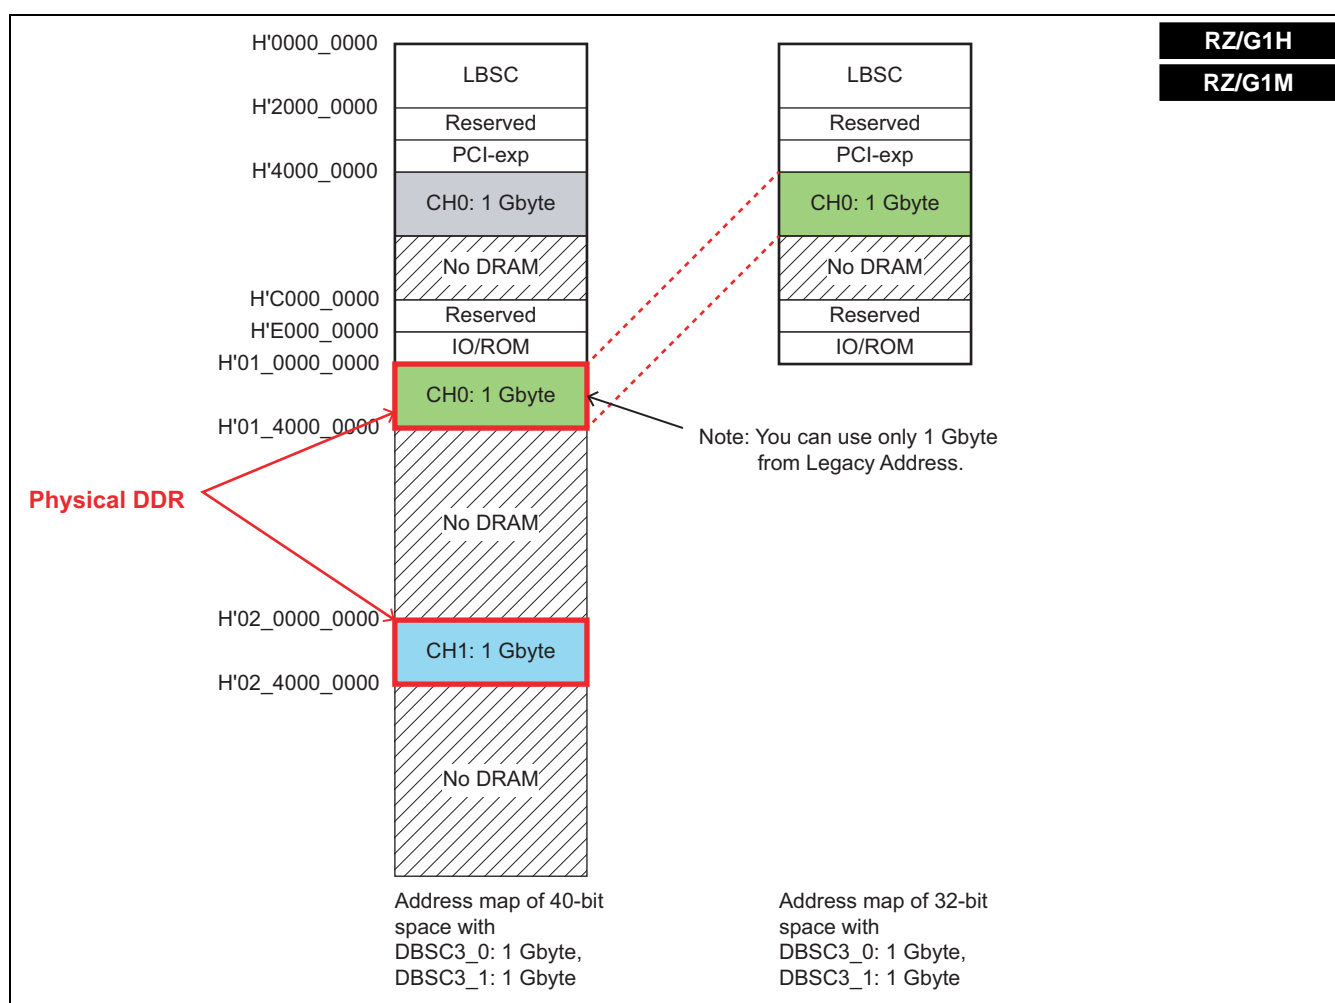 RZ/G1H
RZ/G1M
H'0000_0000
LBSC
LBSC
H'2000_0000
Reserved
Reserved
PCI-exp
PCI-exp
H'4000_0000
CH0: 1 Gbyte
CH0: 1 Gbyte
No DRAM
No DRAM
H'C000_0000
Reserved
Reserved
H'E000_0000
IO/ROM
IO/ROM
H'01_0000_0000
CH0: 1 Gbyte
H'01_4000_0000
Note: You can use only 1 Gbyte
from Legacy Address.
Physical DDR
No DRAM
H'02_0000_0000
CH1: 1 Gbyte
H'02_4000_0000
No DRAM
Address map of 40-bit
space with
DBSC3_0: 1 Gbyte,
DBSC3_1: 1 Gbyte
Address map of 32-bit
space with
DBSC3_0: 1 Gbyte,
DBSC3_1: 1 Gbyte